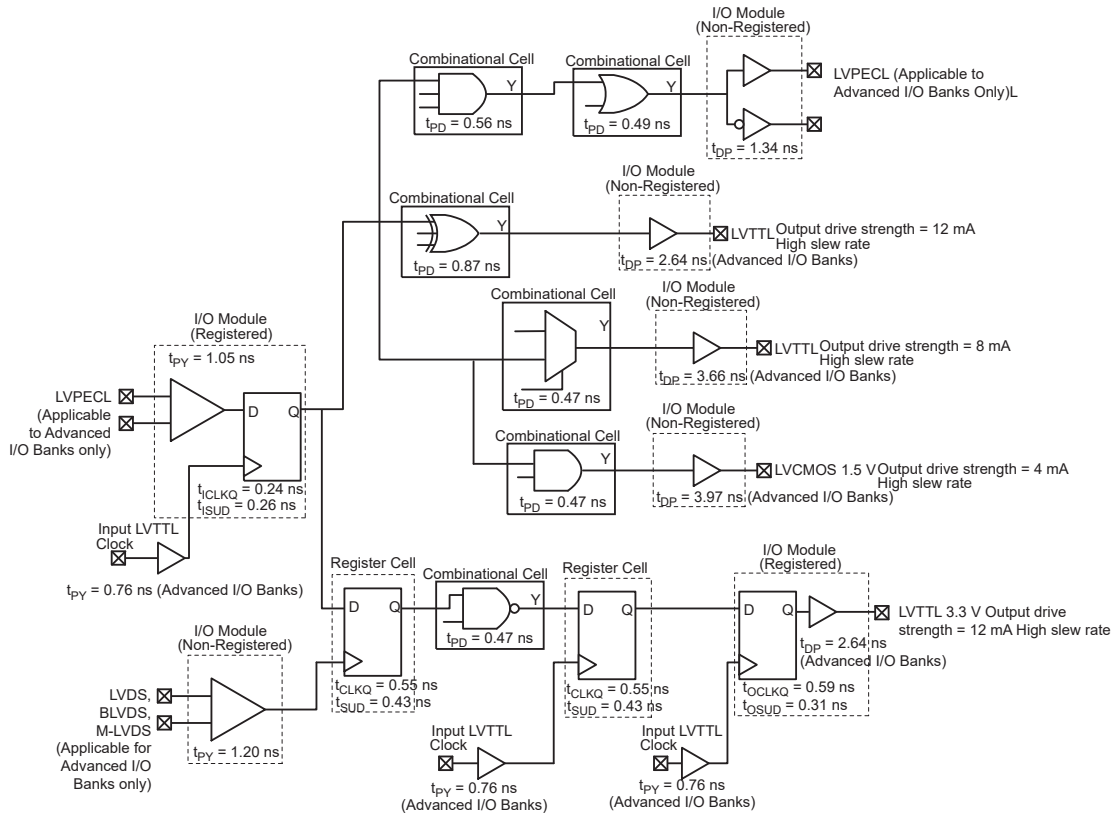 I/O Module
(Non-Registered)
Combinational Cell
Y
tPD = 0.56 ns
Combinational Cell
Y
tPD = 0.49 ns
tDP = 1.34 ns
LVPECL (Applicable to
Advanced I/O Banks Only)L
Combinational Cell
Y
tPD = 0.87 ns
I/O Module
(Non-Registered)
tDP = 2.64 ns (Advanced I/O Banks)
LVTTL Output drive strength = 12 mA
High slew rate
Combinational Cell
Y
tPD = 0.47 ns
I/O Module
(Non-Registered)
tDP = 3.66 ns (Advanced I/O Banks)
LVTTL Output drive strength = 8 mA
High slew rate
Combinational Cell
Y
tPD = 0.47 ns
I/O Module
(Non-Registered)
tDP = 3.97 ns (Advanced I/O Banks)
LVCMOS 1.5 V Output drive strength = 4 mA
High slew rate
I/O Module
(Registered)
tPY = 1.05 ns
LVPECL
(Applicable
to Advanced
I/O Banks only)
D Q
tICLKQ = 0.24 ns
tISUD = 0.26 ns
Input LVTTL
Clock
tPY = 0.76 ns (Advanced I/O Banks)
I/O Module
(Non-Registered)
LVDS,
BLVDS,
M-LVDS
(Applicable for
Advanced I/O
Banks only)
tPY = 1.20 ns
Register Cell
D Q
tCLKQ = 0.55 ns
tSUD = 0.43 ns
Combinational Cell
Y
tPD = 0.47 ns
Register Cell
D Q
tCLKQ = 0.55 ns
tSUD = 0.43 ns
Input LVTTL
Clock
tPY = 0.76 ns
(Advanced I/O Banks)
I/O Module
(Registered)
D Q
tDP = 2.64 ns
(Advanced I/O Banks)
tOCLKQ = 0.59 ns
tOSUD = 0.31 ns
LVTTL 3.3 V Output drive
strength = 12 mA High slew rate
Input LVTTL
Clock
tPY = 0.76 ns
(Advanced I/O Banks)